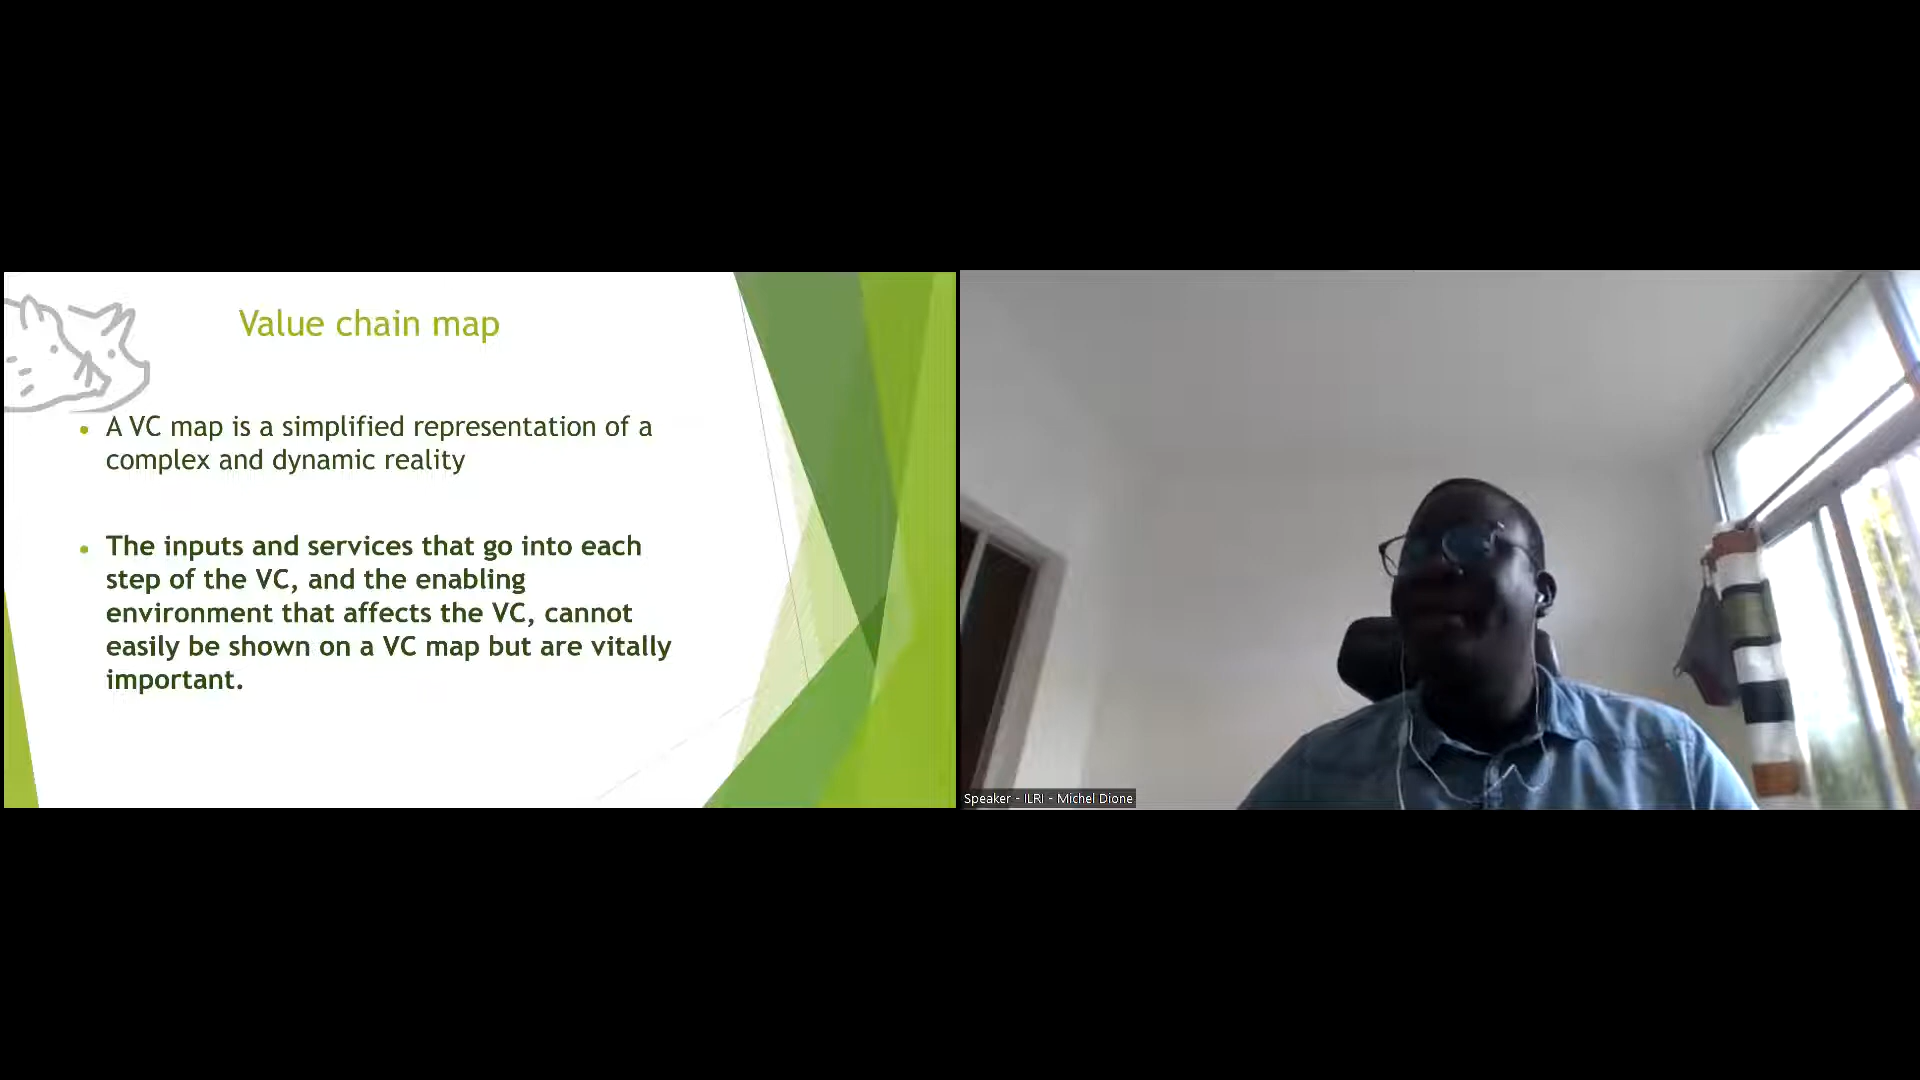 Value chain map
A VC map is a simplified representation of a
complex and dynamic reality
The inputs and services that go into each
step of the VC, and the enabling
environment that affects the VC, cannot
easily be shown on a VC map but are vitally
important.
Speaker - ILRI - Michel Dione